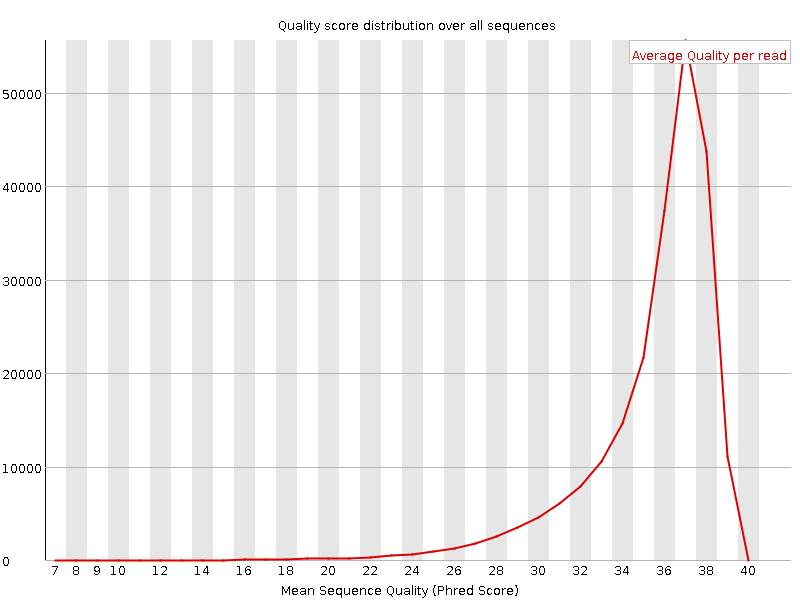 Quality score distribution over all sequences
Average Quality per read
50000
40000
30000
20000
10000
0
7 8 9 10 12 14 16 18 20 22 24 26 28 30 32 34 36 38 40
Mean Sequence Quality (Phred Score)